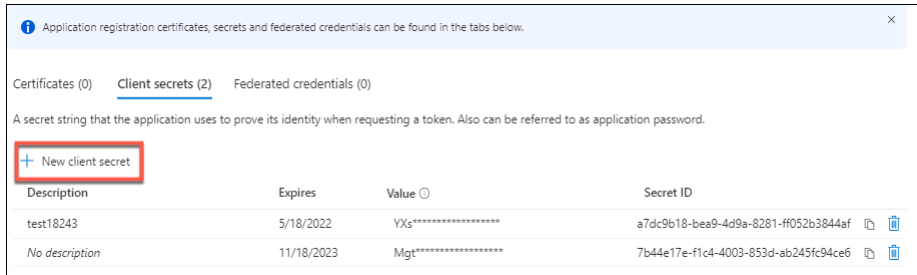 Application registration certificates, secrets and federated credentials can be found in the tabs below.
Certificates (0) Client secrets (2) Federated credentials (0)
A secret string that the application uses to prove its identity when requesting a token. Also can be referred to as application password.
+ New client secret
Description Expires Value Secret ID
test18243 5/18/2022 YXs****************** a7dc9b18-bea9-4d9a-8281-ff052b3844af
No description 11/18/2023 Mgt****************** 7b44e17e-f1c4-4003-853d-ab245fc94ce6